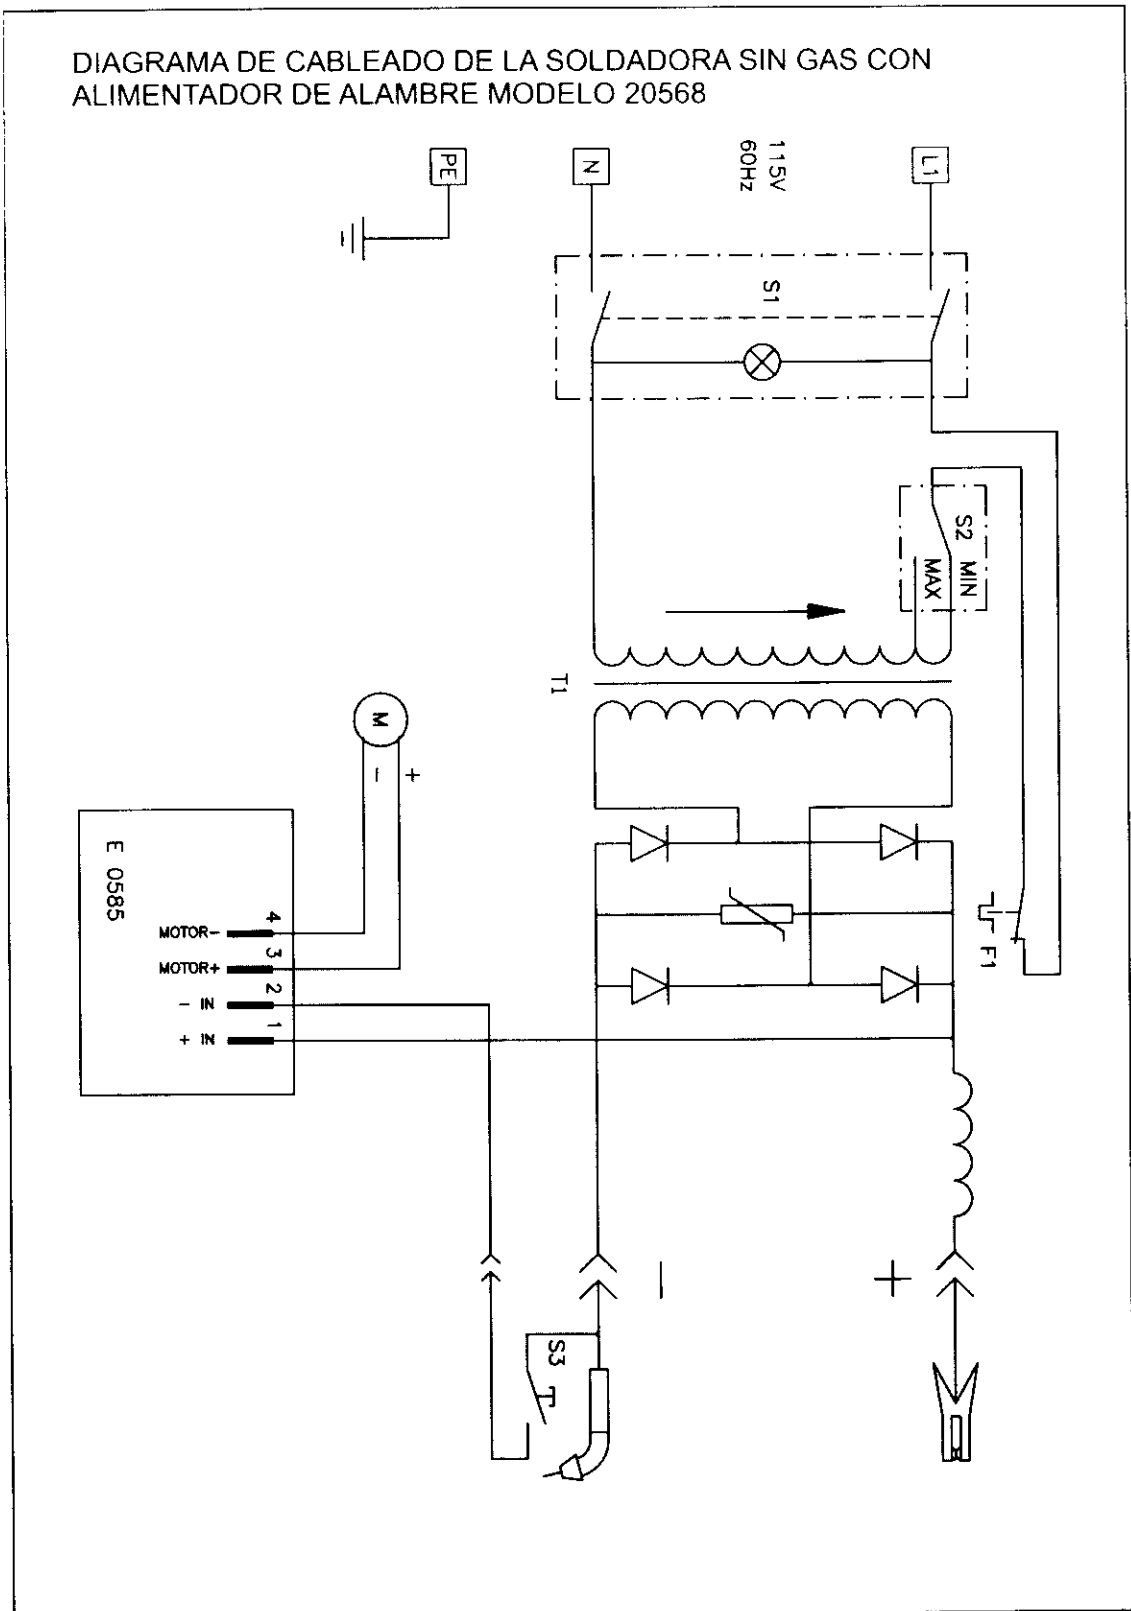 DIAGRAMA DE CABLEADO DE LA SOLDADORA SIN GAS CON
ALIMENTADOR DE ALAMBRE MODELO 20568
PE
N
115V
60Hz
L1
S1
S2
MIN
MAX
T1
M
- +
E 0585
MOTOR- 4
MOTOR+ 3
- IN 2
+ IN 1
F1
- +
S3